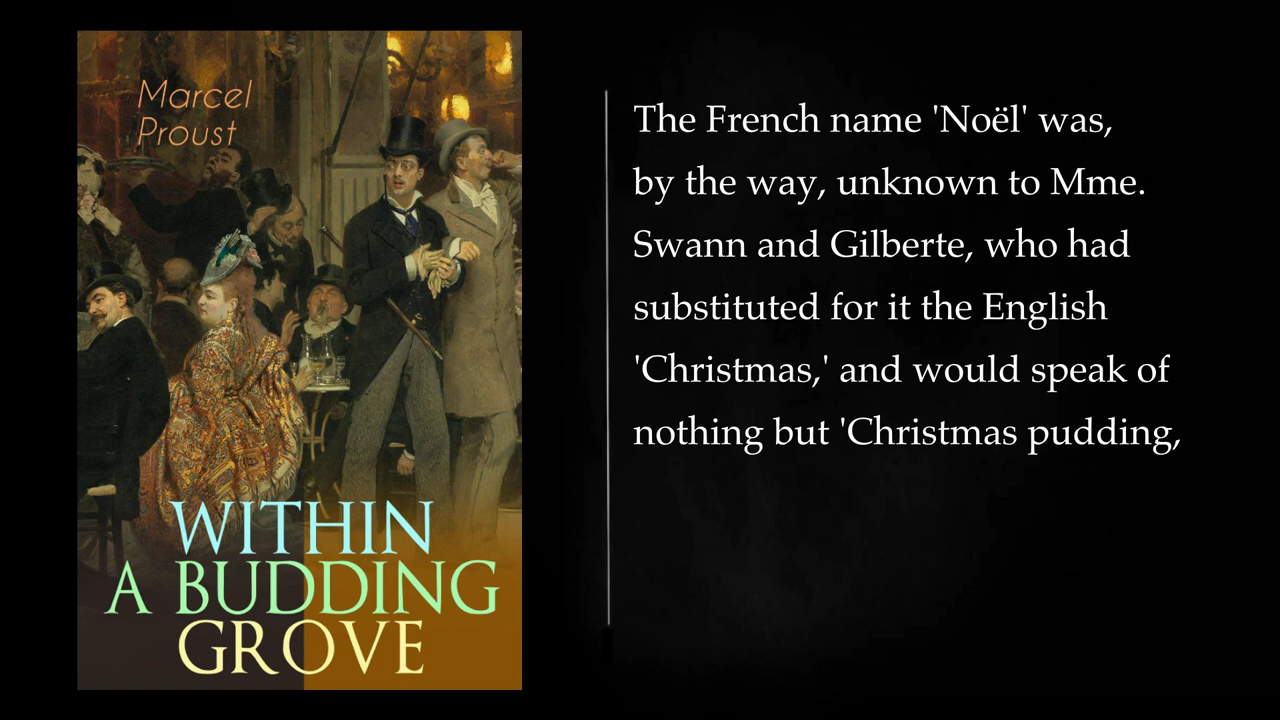 Marcel
Proust
WITHIN
A BUDDING
GROVE
The French name 'Noël' was,
by the way, unknown to Mme.
Swann and Gilberte, who had
substituted for it the English
'Christmas,' and would speak of
nothing but 'Christmas pudding,